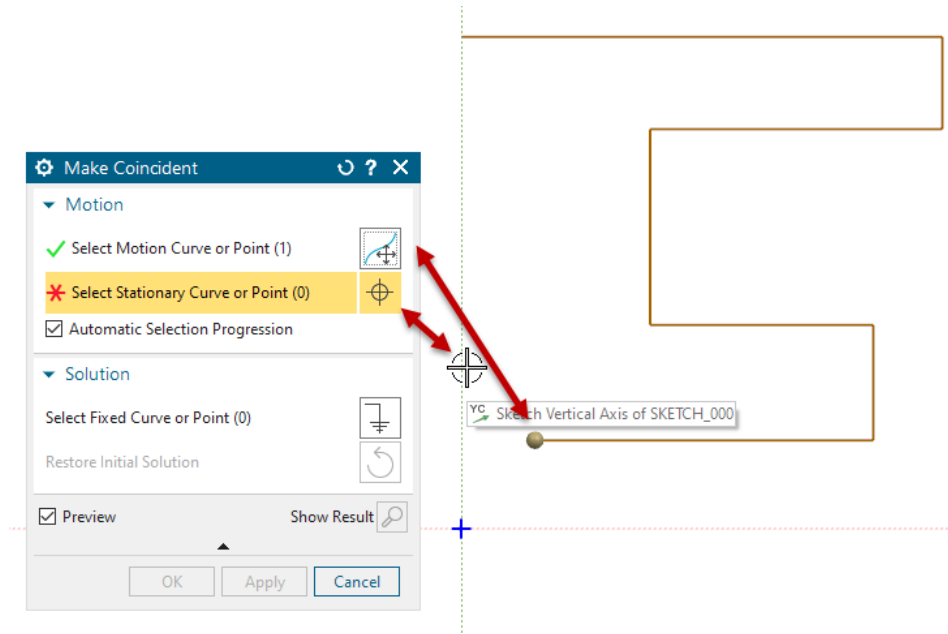 Make Coincident
?
Motion
Select Motion Curve or Point (1)
Select Stationary Curve or Point (0)
Automatic Selection Progression
Solution
Select Fixed Curve or Point (0)
Restore Initial Solution
Preview
Show Result
OK
Apply
Cancel
YC
Sketch Vertical Axis of SKETCH_000